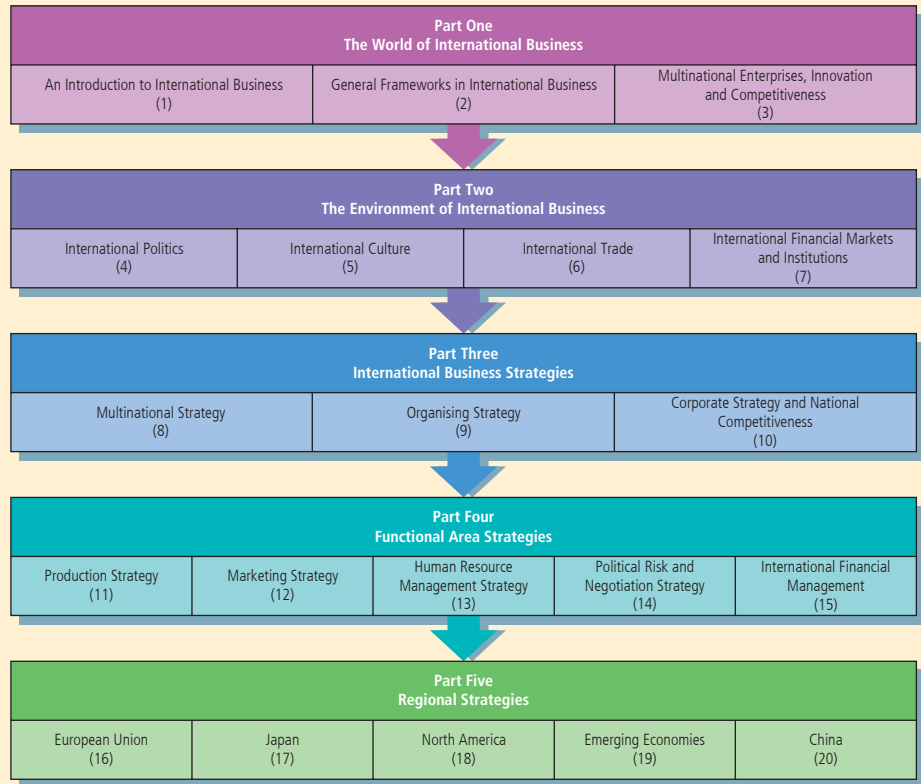 Part One
The World of International Business
An Introduction to International Business
(1)
General Frameworks in International Business
(2)
Multinational Enterprises, Innovation
and Competitiveness
(3)
Part Two
The Environment of International Business
International Politics
(4)
International Culture
(5)
International Trade
(6)
International Financial Markets
and Institutions
(7)
Part Three
International Business Strategies
Multinational Strategy
(8)
Organising Strategy
(9)
Corporate Strategy and National
Competitiveness
(10)
Part Four
Functional Area Strategies
Production Strategy
(11)
Marketing Strategy
(12)
Human Resource
Management Strategy
(13)
Political Risk and
Negotiation Strategy
(14)
International Financial
Management
(15)
Part Five
Regional Strategies
European Union
(16)
Japan
(17)
North America
(18)
Emerging Economies
(19)
China
(20)